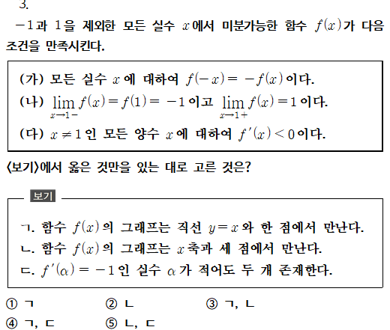 3.
−1과 1을 제외한 모든 실수 x에서 미분가능한 함수 f(x)가 다음
조건을 만족시킨다.
(가) 모든 실수 x에 대하여 f(−x)=−f(x)이다.
(나) lim_{x→1−} f(x)=f(1)=−1이고 lim_{x→1+} f(x)=1이다.
(다) x≠1인 모든 양수 x에 대하여 f′(x)<0이다.
<보기>에서 옳은 것만을 있는 대로 고른 것은?
보기
ㄱ. 함수 f(x)의 그래프는 직선 y=x와 한 점에서 만난다.
ㄴ. 함수 f(x)의 그래프는 x축과 세 점에서 만난다.
ㄷ. f′(α)=−1인 실수 α가 적어도 두 개 존재한다.
① ㄱ ② ㄴ ③ ㄱ, ㄴ
④ ㄱ, ㄷ ⑤ ㄴ, ㄷ